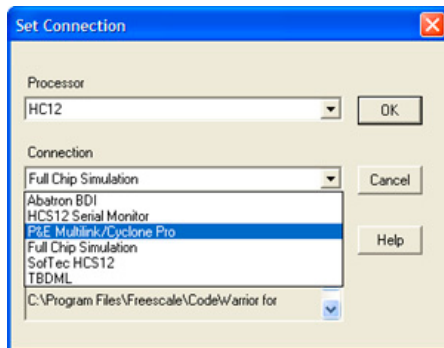 Set Connection
Processor
HC12
OK
Connection
Full Chip Simulation
Cancel
Abatron BDI
HCS12 Serial Monitor
P&E Multilink/Cyclone Pro
Full Chip Simulation
SofTec HCS12
TBDML
Help
C:\Program Files\Freescale\CodeWarrior for